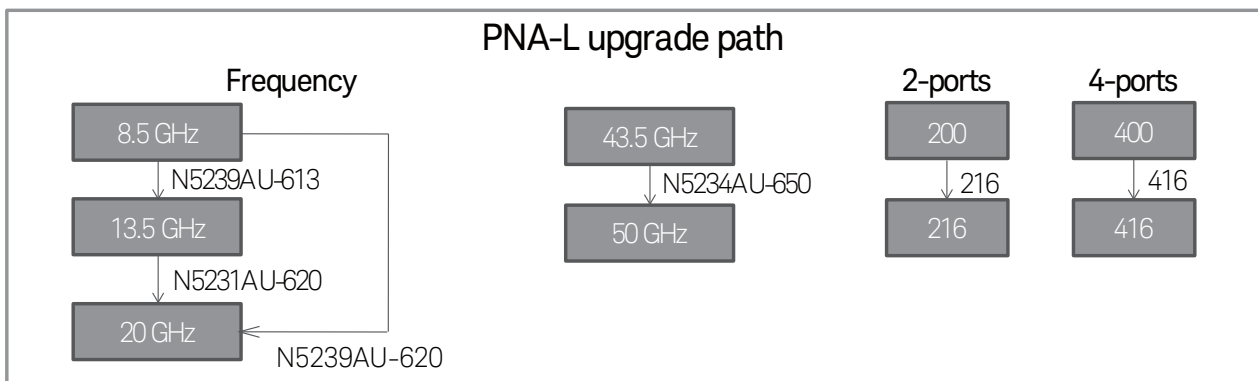 PNA-L upgrade path
Frequency
2-ports
4-ports
8.5 GHz
43.5 GHz
200
400
N5239AU-613
N5234AU-650
216
416
13.5 GHz
50 GHz
216
416
N5231AU-620
20 GHz
N5239AU-620